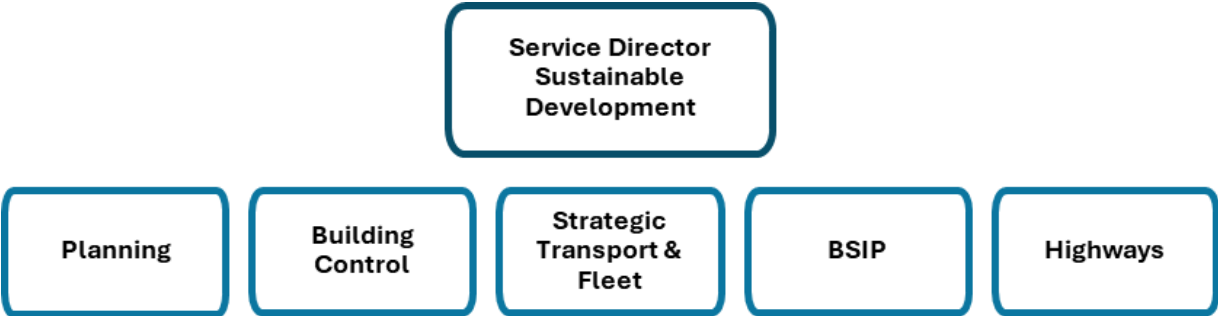 Service Director
Sustainable
Development
Planning
Building
Control
Strategic
Transport &
Fleet
BSIP
Highways